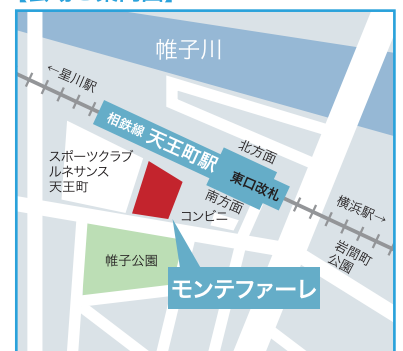 帷子川
←星川駅
相鉄線 天王町駅
北方面
東口改札
スポーツクラブ
ルネサンス
天王町
南方面
コンビニ
横浜駅→
岩間町
公園
帷子公園
モンテファーレ